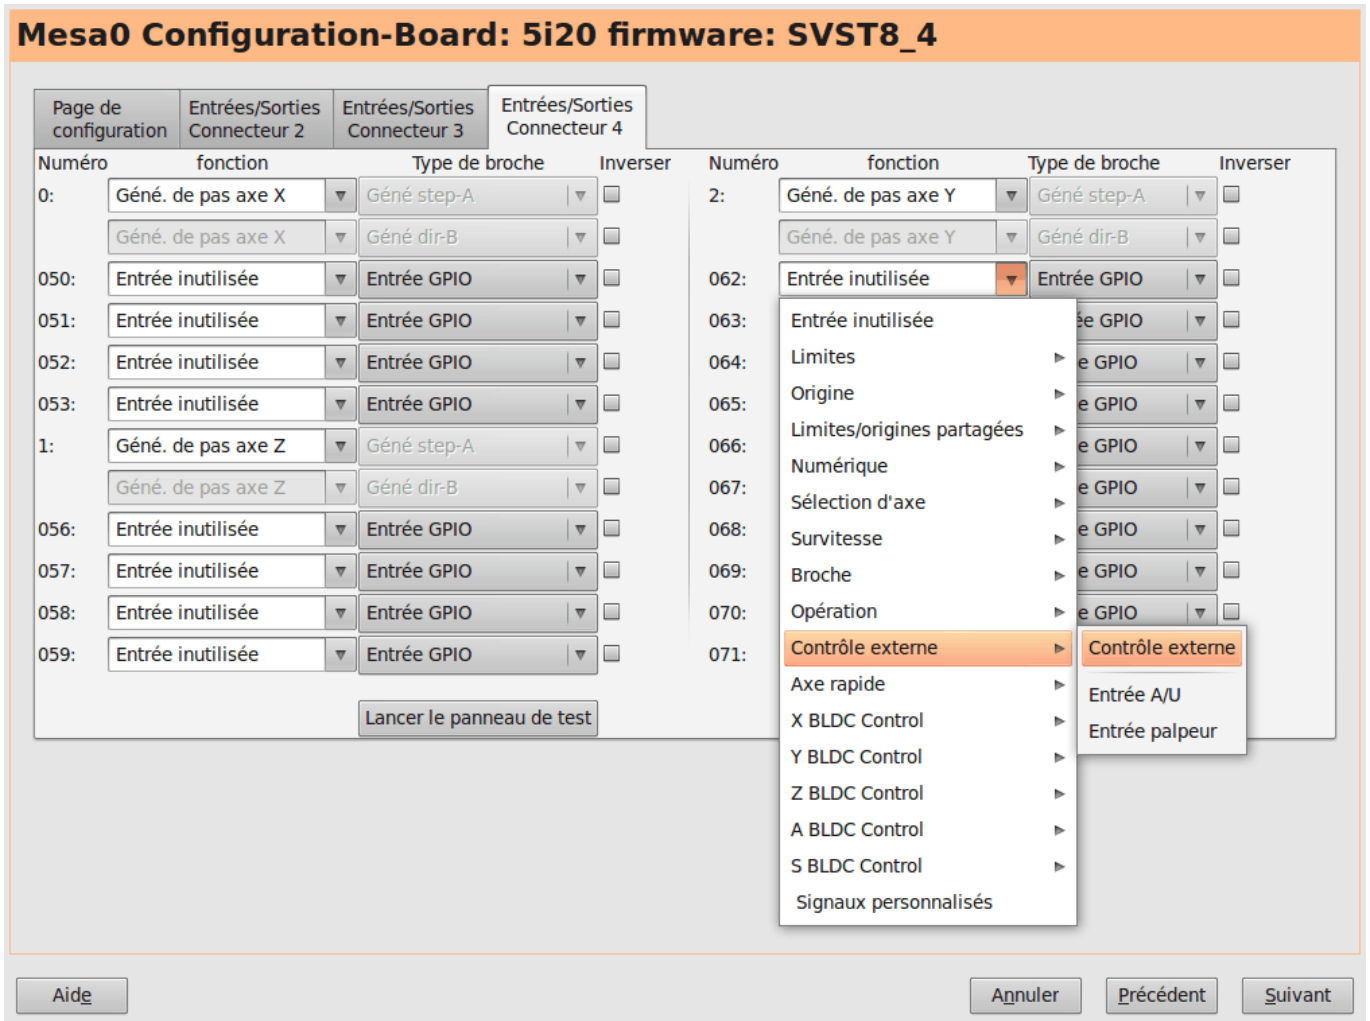 Mesa0 Configuration-Board: 5i20 firmware: SVST8_4
Page de configuration
Entrées/Sorties Connecteur 2
Entrées/Sorties Connecteur 3
Entrées/Sorties Connecteur 4
Numéro fonction Type de broche Inverser Numéro fonction Type de broche Inverser
0: Géné. de pas axe X Géné step-A 2: Géné. de pas axe Y Géné step-A
Géné. de pas axe X Géné dir-B Géné. de pas axe Y Géné dir-B
050: Entrée inutilisée Entrée GPIO 062: Entrée inutilisée Entrée GPIO
051: Entrée inutilisée Entrée GPIO 063: ée GPIO
052: Entrée inutilisée Entrée GPIO 064: e GPIO
053: Entrée inutilisée Entrée GPIO 065: e GPIO
1: Géné. de pas axe Z Géné step-A 066: e GPIO
Géné. de pas axe Z Géné dir-B 067: e GPIO
056: Entrée inutilisée Entrée GPIO 068: e GPIO
057: Entrée inutilisée Entrée GPIO 069: e GPIO
058: Entrée inutilisée Entrée GPIO 070: e GPIO
059: Entrée inutilisée Entrée GPIO 071:
Lancer le panneau de test
Entrée inutilisée
Limites
Origine
Limites/origines partagées
Numérique
Sélection d'axe
Survitesse
Broche
Opération
Contrôle externe
Axe rapide
X BLDC Control
Y BLDC Control
Z BLDC Control
A BLDC Control
S BLDC Control
Signaux personnalisés
Contrôle externe
Entrée A/U
Entrée palpeur
Aide Annuler Précédent Suivant